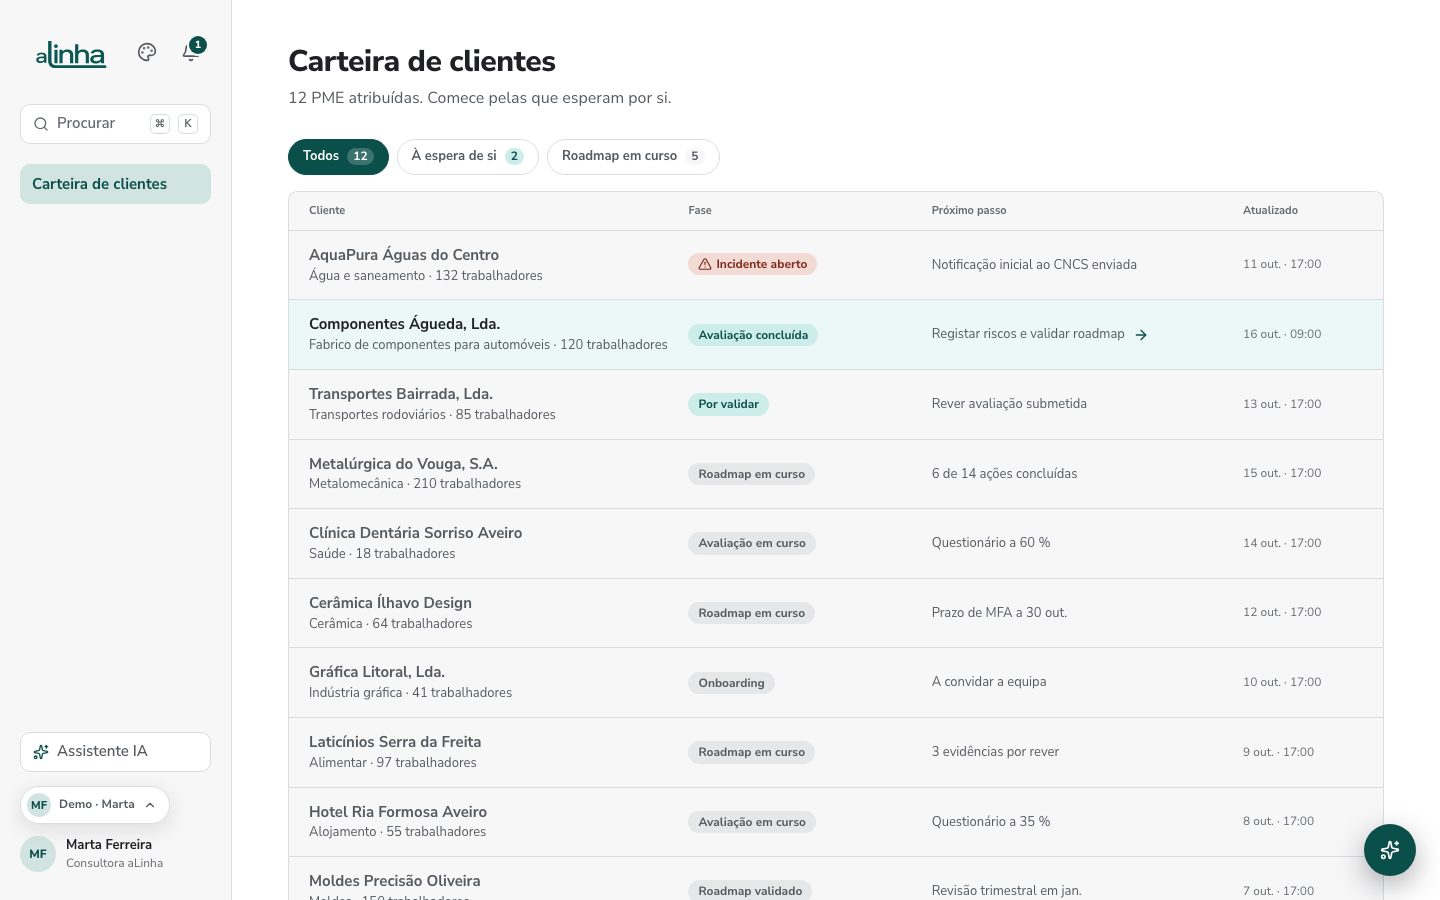 alinha
1
Procurar ⌘ K
Carteira de clientes
Assistente IA
MF Demo · Marta
MF Marta Ferreira
Consultora aLinha
Carteira de clientes
12 PME atribuídas. Comece pelas que esperam por si.
Todos 12 À espera de si 2 Roadmap em curso 5
Cliente Fase Próximo passo Atualizado
AquaPura Águas do Centro
Água e saneamento · 132 trabalhadores
Incidente aberto Notificação inicial ao CNCS enviada 11 out. · 17:00
Componentes Águeda, Lda.
Fabrico de componentes para automóveis · 120 trabalhadores
Avaliação concluída Registar riscos e validar roadmap → 16 out. · 09:00
Transportes Bairrada, Lda.
Transportes rodoviários · 85 trabalhadores
Por validar Rever avaliação submetida 13 out. · 17:00
Metalúrgica do Vouga, S.A.
Metalomecânica · 210 trabalhadores
Roadmap em curso 6 de 14 ações concluídas 15 out. · 17:00
Clínica Dentária Sorriso Aveiro
Saúde · 18 trabalhadores
Avaliação em curso Questionário a 60 % 14 out. · 17:00
Cerâmica Ílhavo Design
Cerâmica · 64 trabalhadores
Roadmap em curso Prazo de MFA a 30 out. 12 out. · 17:00
Gráfica Litoral, Lda.
Indústria gráfica · 41 trabalhadores
Onboarding A convidar a equipa 10 out. · 17:00
Laticínios Serra da Freita
Alimentar · 97 trabalhadores
Roadmap em curso 3 evidências por rever 9 out. · 17:00
Hotel Ria Formosa Aveiro
Alojamento · 55 trabalhadores
Avaliação em curso Questionário a 35 % 8 out. · 17:00
Moldes Precisão Oliveira
Moldes · 150 trabalhadores
Roadmap validado Revisão trimestral em jan. 7 out. · 17:00